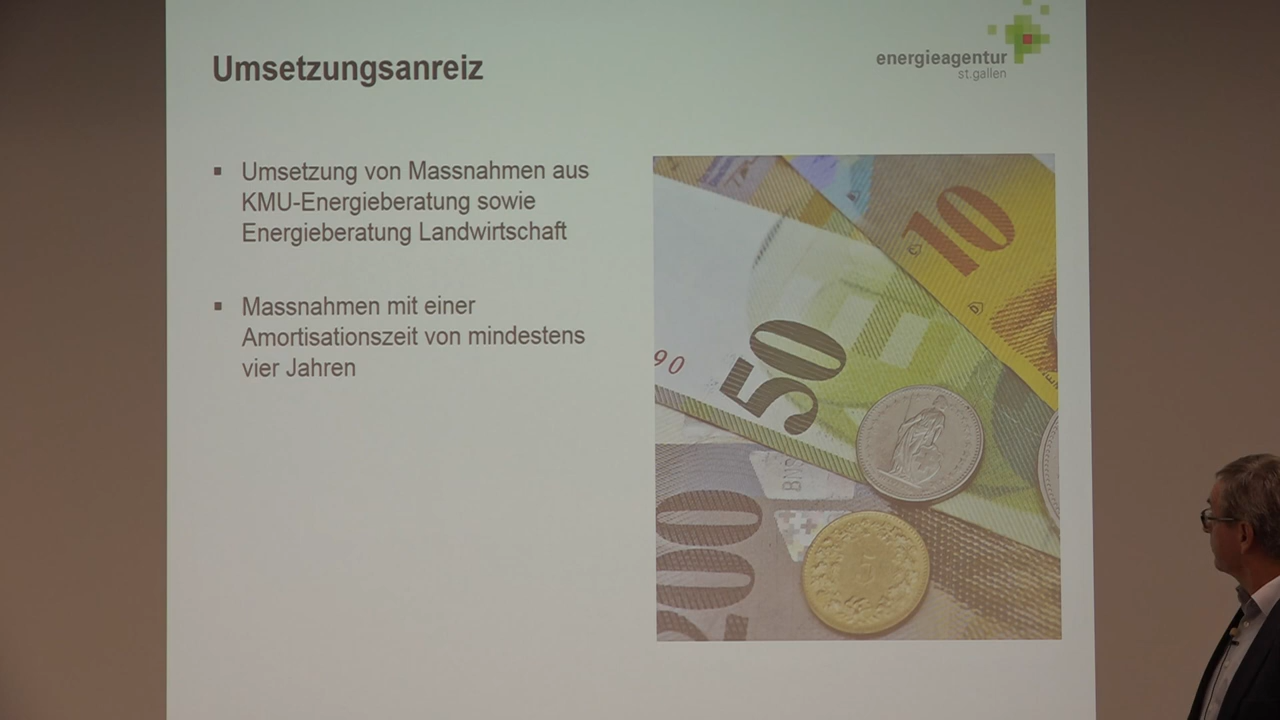 Umsetzungsanreiz
energieagentur
st.gallen
▪ Umsetzung von Massnahmen aus
KMU-Energieberatung sowie
Energieberatung Landwirtschaft
▪ Massnahmen mit einer
Amortisationszeit von mindestens
vier Jahren
10
50
90
200
5